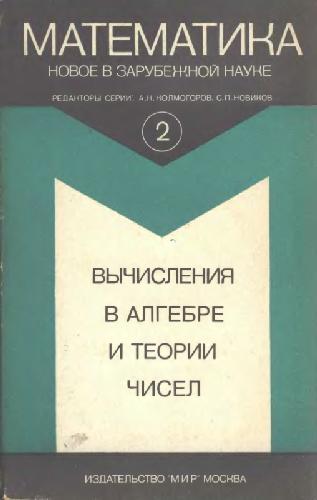 МАТЕМАТИКА
НОВОЕ В ЗАРУБЕЖНОЙ НАУКЕ
РЕДАКТОРЫ СЕРИИ: А.Н. КОЛМОГОРОВ, С.П. НОВИКОВ
2
ВЫЧИСЛЕНИЯ
В АЛГЕБРЕ
И ТЕОРИИ
ЧИСЕЛ
ИЗДАТЕЛЬСТВО "МИР" МОСКВА